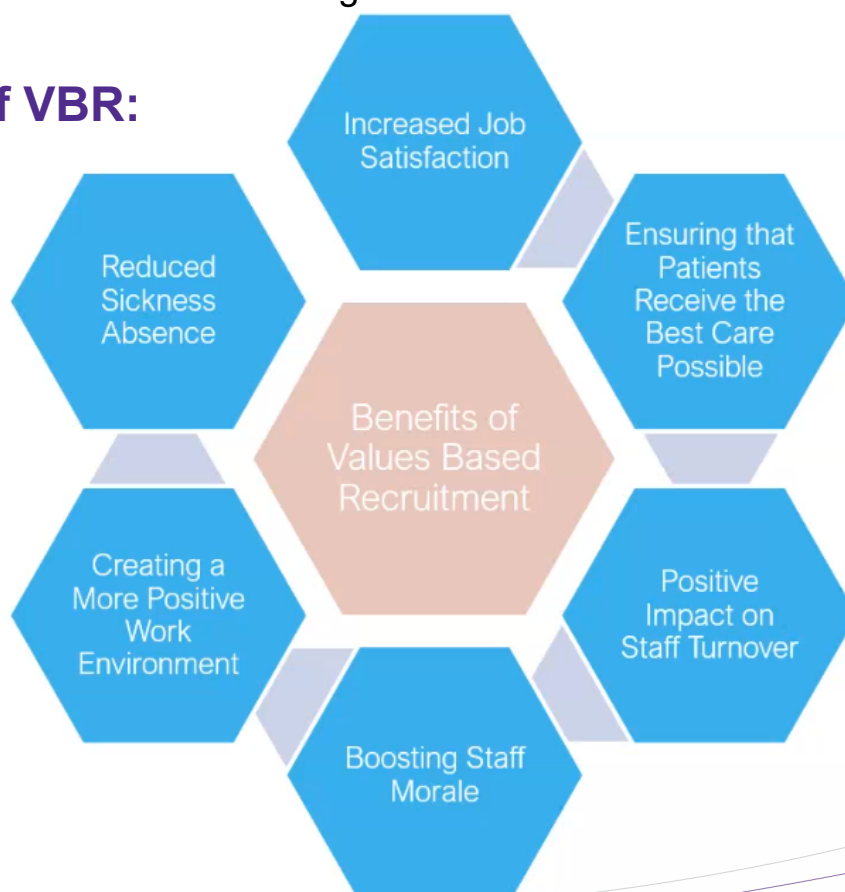 f VBR:
Increased Job
Satisfaction
Ensuring that
Patients
Receive the
Best Care
Possible
Positive
Impact on
Staff Turnover
Boosting Staff
Morale
Creating a
More Positive
Work
Environment
Reduced
Sickness
Absence
Benefits of
Values Based
Recruitment